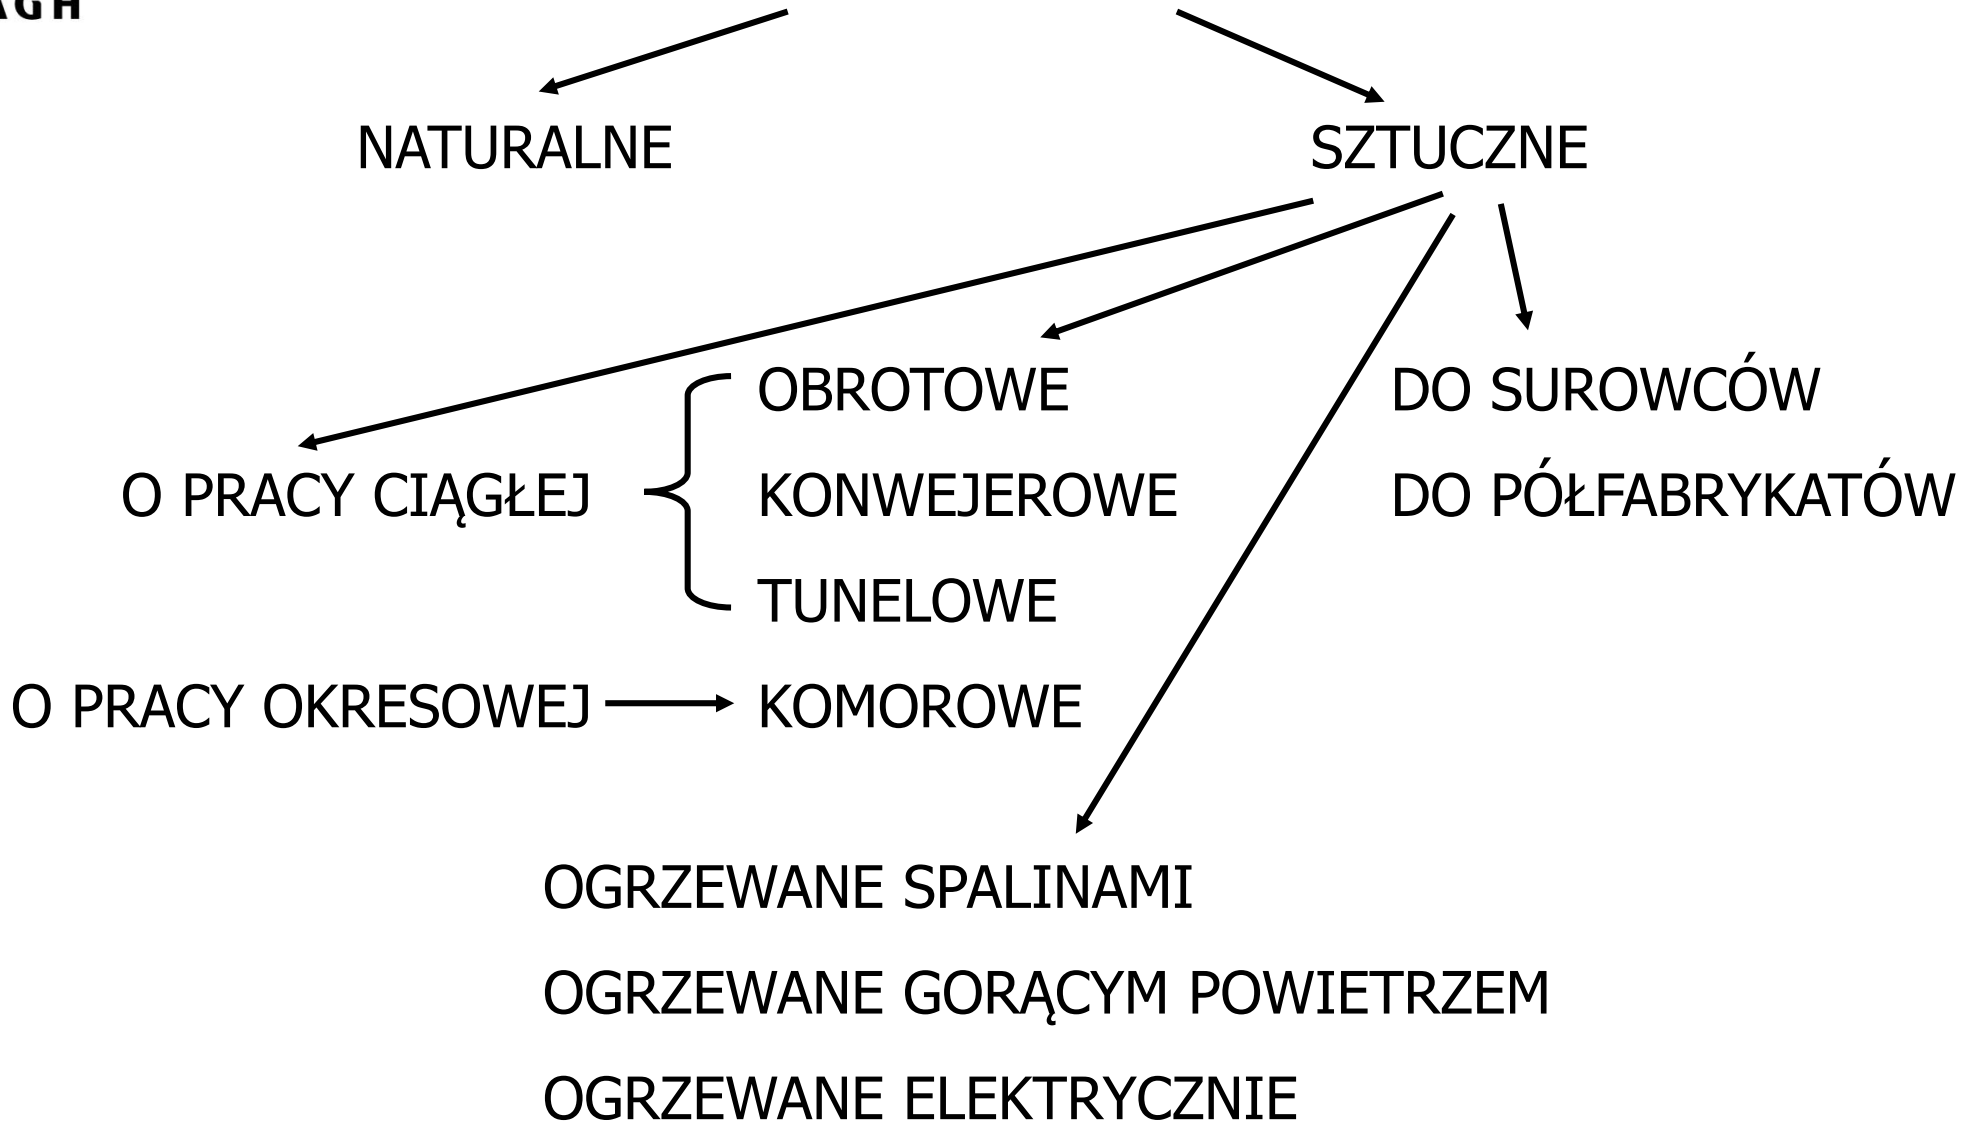 AGH
NATURALNE
SZTUCZNE
OBROTOWE
DO SUROWCÓW
O PRACY CIĄGŁEJ
KONWEJEROWE
DO PÓŁFABRYKATÓW
TUNELOWE
O PRACY OKRESOWEJ
KOMOROWE
OGRZEWANE SPALINAMI
OGRZEWANE GORĄCYM POWIETRZEM
OGRZEWANE ELEKTRYCZNIE